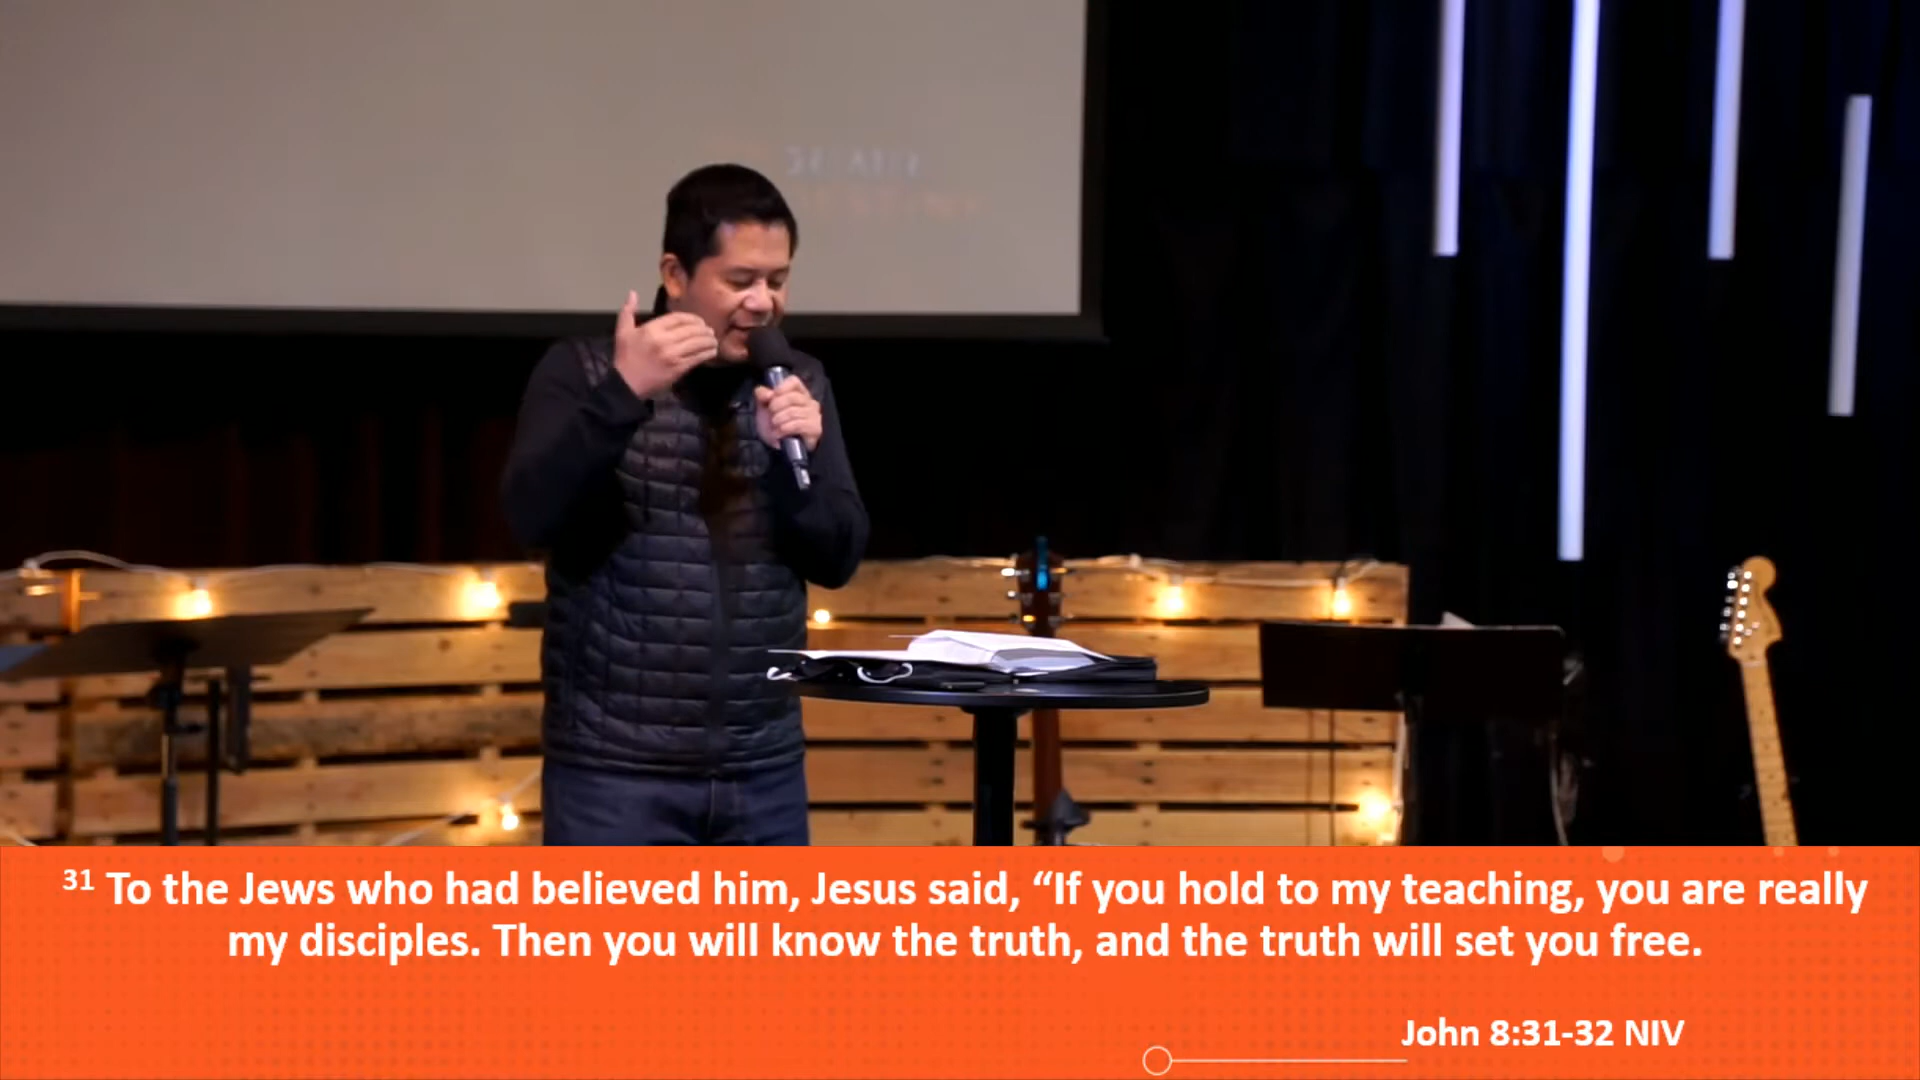 31 To the Jews who had believed him, Jesus said, “If you hold to my teaching, you are really
my disciples. Then you will know the truth, and the truth will set you free.
John 8:31-32 NIV